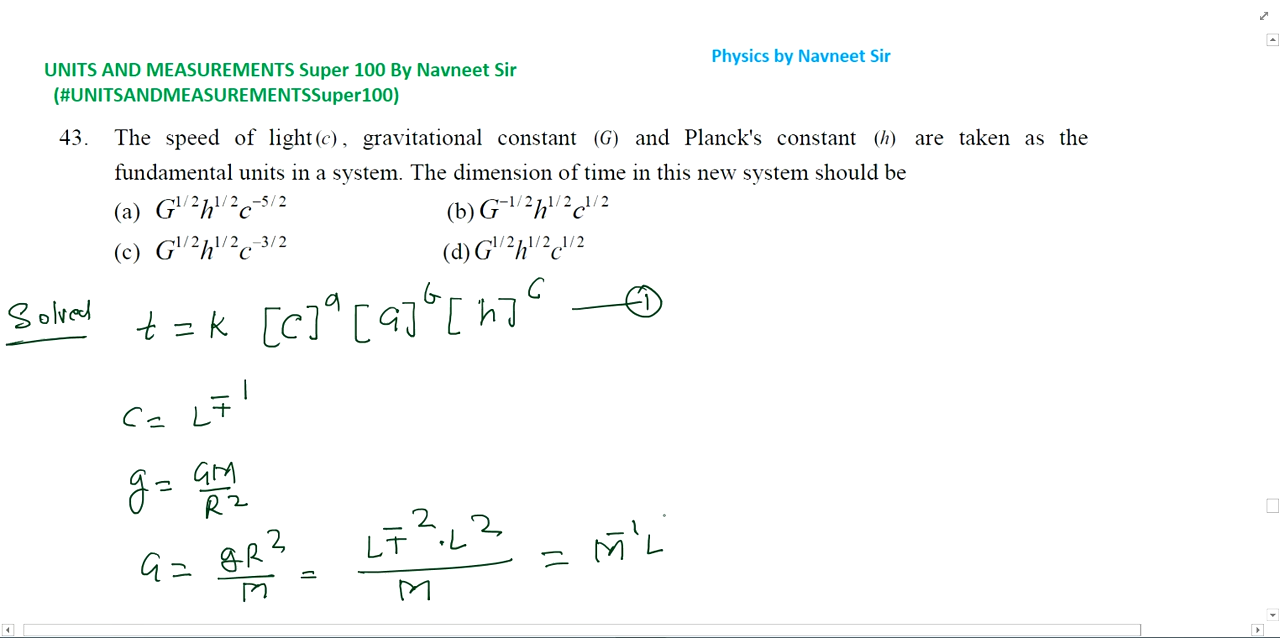 Physics by Navneet Sir
UNITS AND MEASUREMENTS Super 100 By Navneet Sir
(#UNITSANDMEASUREMENTSSuper100)
43. The speed of light(c), gravitational constant (G) and Planck's constant (h) are taken as the
fundamental units in a system. The dimension of time in this new system should be
(a) G^{1/2}h^{1/2}c^{-5/2} (b) G^{-1/2}h^{1/2}c^{1/2}
(c) G^{1/2}h^{1/2}c^{-3/2} (d) G^{1/2}h^{1/2}c^{1/2}
Solved t = K [C]^a [G]^b [h]^c — ①
C = LT^{-1}
g = GM/R^2
G = gR^2/M = LT^{-2}.L^2/M = M^{-1}L